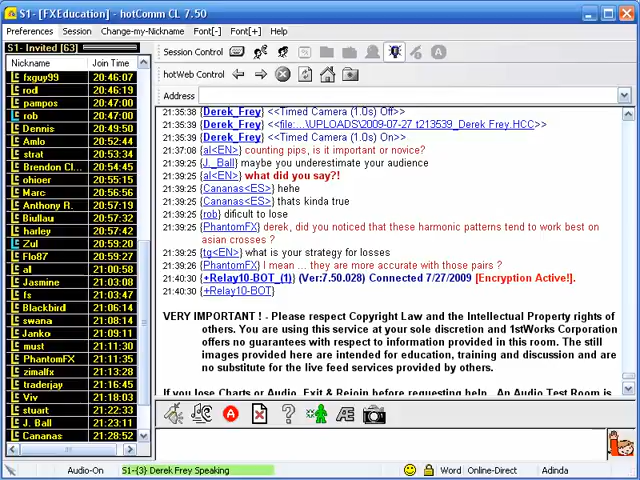 S1- [FXEducation] - hotComm CL 7.50
Preferences Session Change-my-Nickname Font[-] Font[+] Help
S1- Invited [63]
Nickname Join Time
fxguy99 20:46:07
rod 20:46:19
pampos 20:47:00
rob 20:47:00
Dennis 20:49:50
Amlo 20:52:44
strat 20:53:34
Brendon Cl... 20:54:45
ohioer 20:55:15
Marc 20:56:56
Anthony R. 20:57:19
Biullau 20:57:32
harley 20:57:42
Zul 20:59:20
Flo87 20:59:27
al 21:00:58
Jasmine 21:03:08
fs 21:03:47
Blackbird 21:06:14
swana 21:08:14
Janko 21:09:11
must 21:11:30
PhantomFX 21:11:35
zimalfx 21:13:28
traderjay 21:16:45
Viv 21:18:03
stuart 21:22:33
J. Ball 21:23:11
Cananas 21:28:52
Session Control
hotWeb Control
Address
21:35:38 {Derek_Frey} <<Timed Camera (1.0s) Off>>
21:35:38 {Derek_Frey} <<file:...\UPLOADS\2009-07-27 t213539_Derek Frey.HCC>>
21:35:38 {Derek_Frey} <<Timed Camera (1.0s) On>>
21:37:08 {al<EN>} counting pips, is it important or novice?
21:39:25 {J._Ball} maybe you underestimate your audience
21:39:25 {al<EN>} what did you say?!
21:39:25 {Cananas<ES>} hehe
21:39:25 {Cananas<ES>} thats kinda true
21:39:25 {rob} dificult to lose
21:39:25 {PhantomFX} derek, did you noticed that these harmonic patterns tend to work best on
asian crosses ?
21:39:25 {tg<EN>} what is your strategy for losses
21:39:26 {PhantomFX} I mean ... they are more accurate with those pairs ?
21:40:30 {+Relay10-BOT_(1)} (Ver:7.50.028) Connected 7/27/2009 [Encryption Active!].
21:40:30 {+Relay10-BOT}
VERY IMPORTANT ! - Please respect Copyright Law and the Intellectual Property rights of
others. You are using this service at your sole discretion and 1stWorks Corporation
offers no guarantees with respect to information provided in this room. The still
images provided here are intended for education, training and discussion and are
no substitute for the live feed services provided by others.
If you lose Charts or Audio, Exit & Rejoin before requesting help. An Audio Test Room is
Audio-On S1-{3} Derek Frey Speaking Word Online-Direct Adinda